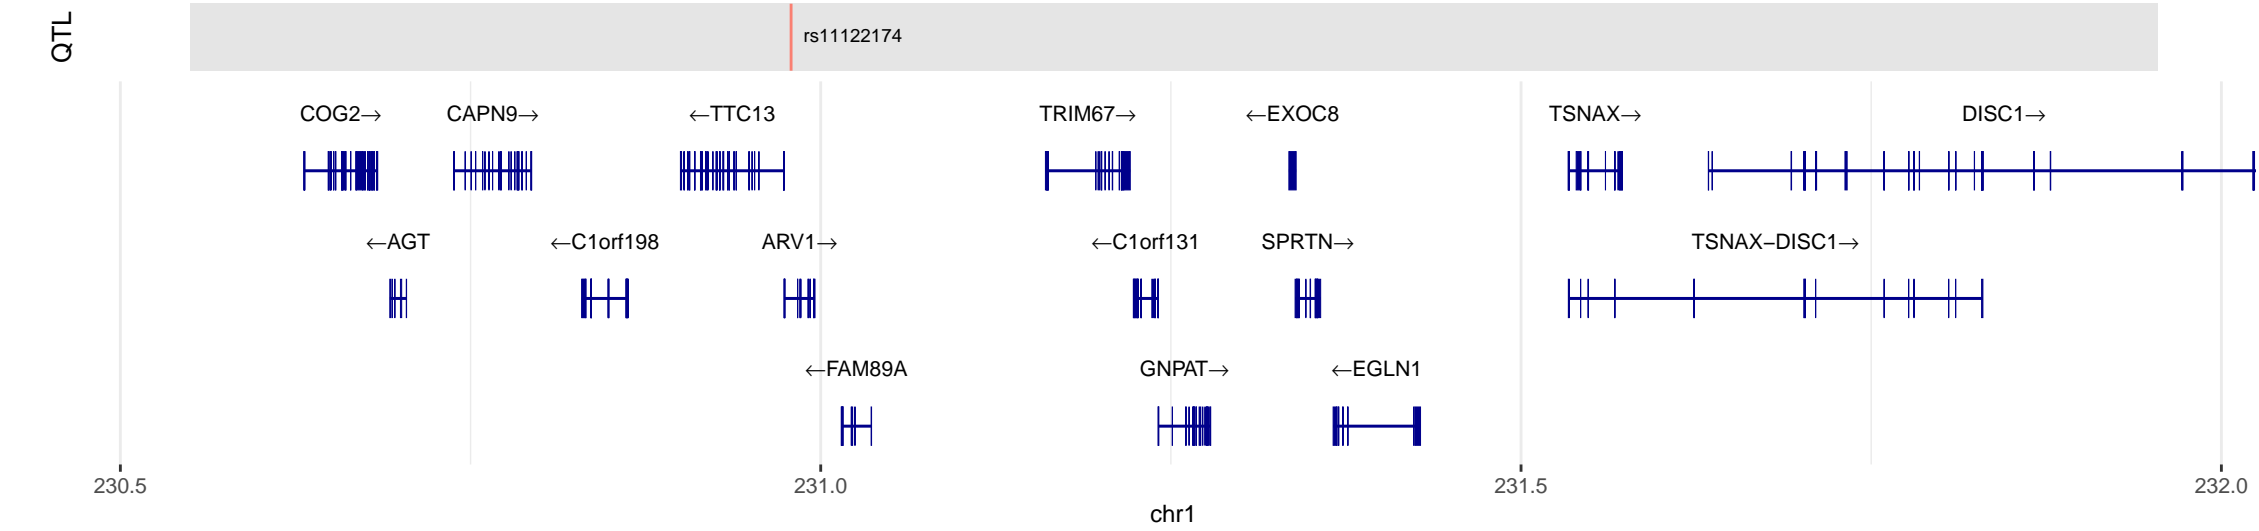 QTL
rs11122174
COG2→ CAPN9→ ←TTC13 TRIM67→ ←EXOC8 TSNAX→ DISC1→
←AGT ←C1orf198 ARV1→ ←C1orf131 SPRTN→ TSNAX−DISC1→
←FAM89A GNPAT→ ←EGLN1
230.5 231.0 231.5 232.0
chr1